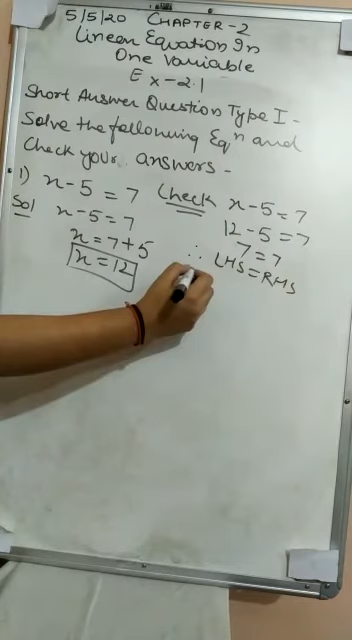 5/5/20 CHAPTER-2
Linear Equation In
One Variable
Ex-2.1
Short Answer Question Type I-
Solve the following Eqⁿ and
Check your answers-
1) x-5=7
Sol x-5=7
x=7+5
x=12
Check x-5=7
12-5=7
7=7
∴ LHS=RHS